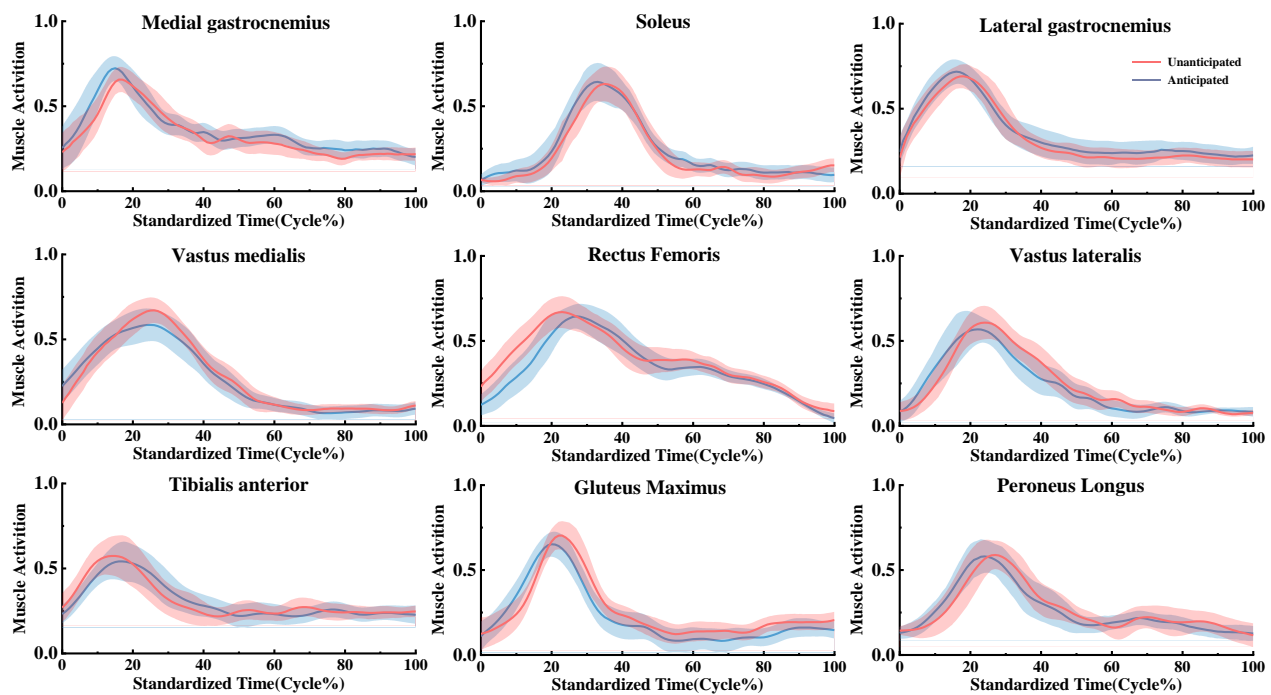 Medial gastrocnemius
Muscle Activation
1.0
0.5
0.0
0 20 40 60 80 100
Standardized Time(Cycle%)
Soleus
Muscle Activation
1.0
0.5
0.0
0 20 40 60 80 100
Standardized Time(Cycle%)
Lateral gastrocnemius
Unanticipated
Anticipated
Muscle Activation
1.0
0.5
0.0
0 20 40 60 80 100
Standardized Time(Cycle%)
Vastus medialis
Muscle Activation
1.0
0.5
0.0
0 20 40 60 80 100
Standardized Time(Cycle%)
Rectus Femoris
Muscle Activation
1.0
0.5
0.0
0 20 40 60 80 100
Standardized Time(Cycle%)
Vastus lateralis
Muscle Activation
1.0
0.5
0.0
0 20 40 60 80 100
Standardized Time(Cycle%)
Tibialis anterior
Muscle Activation
1.0
0.5
0.0
0 20 40 60 80 100
Standardized Time(Cycle%)
Gluteus Maximus
Muscle Activation
1.0
0.5
0.0
0 20 40 60 80 100
Standardized Time(Cycle%)
Peroneus Longus
Muscle Activation
1.0
0.5
0.0
0 20 40 60 80 100
Standardized Time(Cycle%)